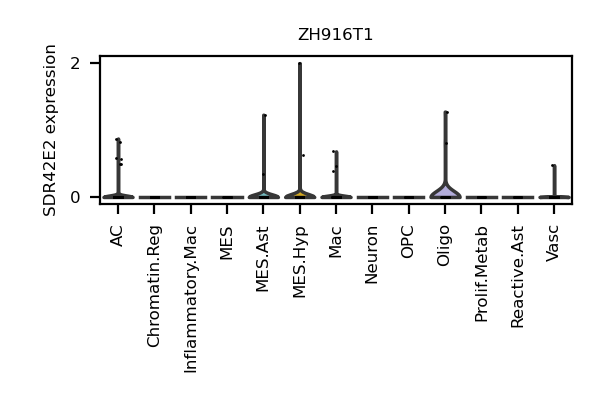 ZH916T1
SDR42E2 expression
2
0
AC
Chromatin.Reg
Inflammatory.Mac
MES
MES.Ast
MES.Hyp
Mac
Neuron
OPC
Oligo
Prolif.Metab
Reactive.Ast
Vasc